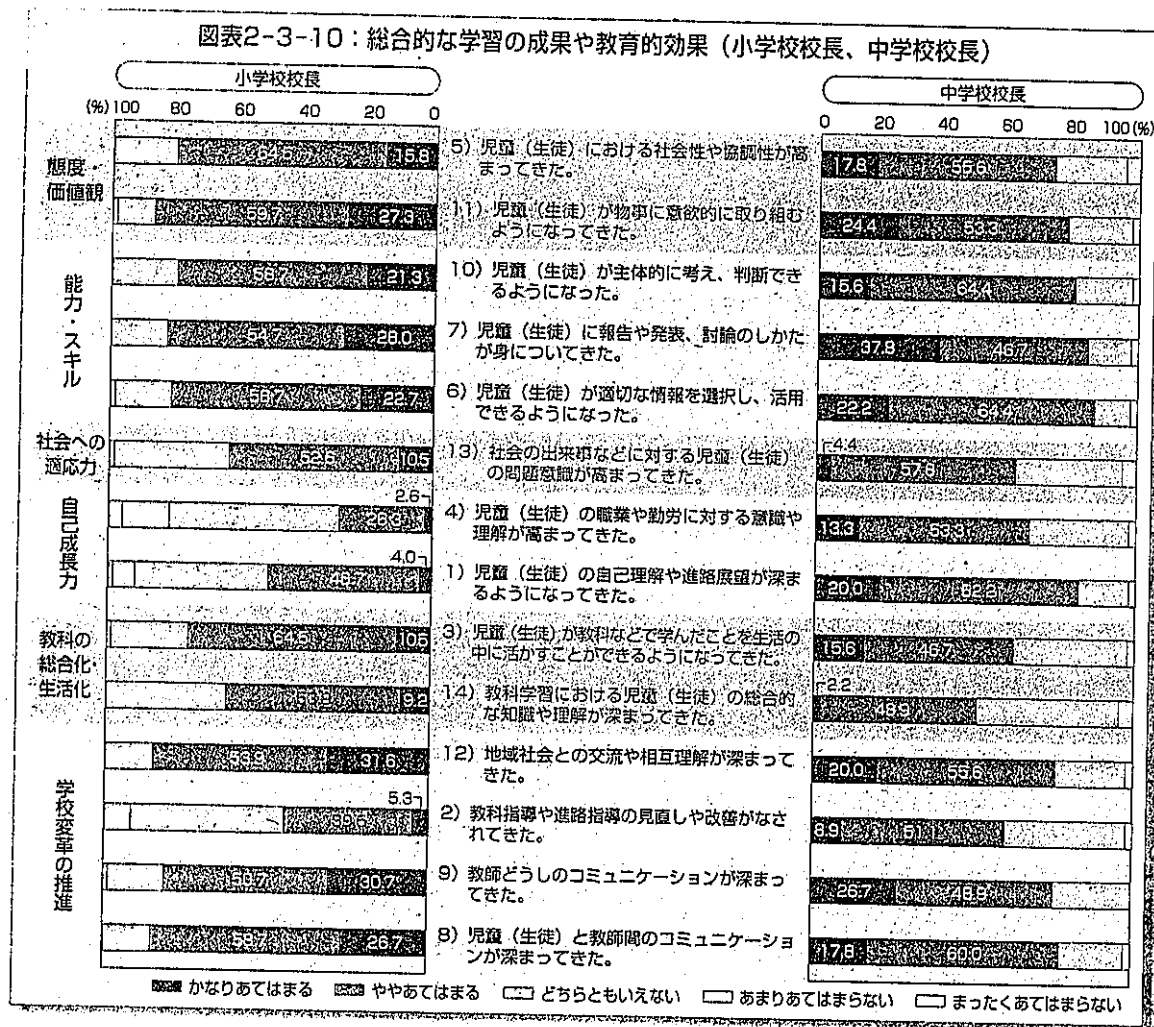 図表2-3-10：総合的な学習の成果や教育的効果（小学校校長、中学校校長）
小学校校長
中学校校長
(%) 100 80 60 40 20 0
0 20 40 60 80 100(%)
態度・
価値観
64.5 15.8
5）児童（生徒）における社会性や協調性が高
まってきた。
17.8 55.6
59.7 27.3
11）児童（生徒）が物事に意欲的に取り組む
ようになってきた。
24.4 53.3
能力・スキル
21.3
10）児童（生徒）が主体的に考え、判断でき
るようになった。
15.6 64.4
54.7
7）児童（生徒）に報告や発表、討論のしかた
が身についてきた。
37.8 46.7
22.7
6）児童（生徒）が適切な情報を選択し、活用
できるようになった。
22.2 64.4
社会への
適応力
52.6 10.5
13）社会の出来事などに対する児童（生徒）
の問題意識が高まってきた。
4.4
57.8
自己成長力
2.6
26.3
4）児童（生徒）の職業や勤労に対する意識や
理解が高まってきた。
13.3 53.3
4.0
1）児童（生徒）の自己理解や進路展望が深ま
るようになってきた。
20.0 62.2
教科の
総合化・
生活化
64.5 10.5
3）児童（生徒）が教科などで学んだことを生活の
中に活かすことができるようになってきた。
15.6 46.7
9.2
14）教科学習における児童（生徒）の総合的
な知識や理解が深まってきた。
2.2
48.9
学校変革の推進
53.9
12）地域社会との交流や相互理解が深まって
きた。
20.0 55.6
5.3
2）教科指導や進路指導の見直しや改善がなさ
れてきた。
8.9 51.1
50.7 30.7
9）教師どうしのコミュニケーションが深まっ
てきた。
26.7 48.9
58.7 26.7
8）児童（生徒）と教師間のコミュニケーショ
ンが深まってきた。
17.8 60.0
かなりあてはまる ややあてはまる どちらともいえない あまりあてはまらない まったくあてはまらない